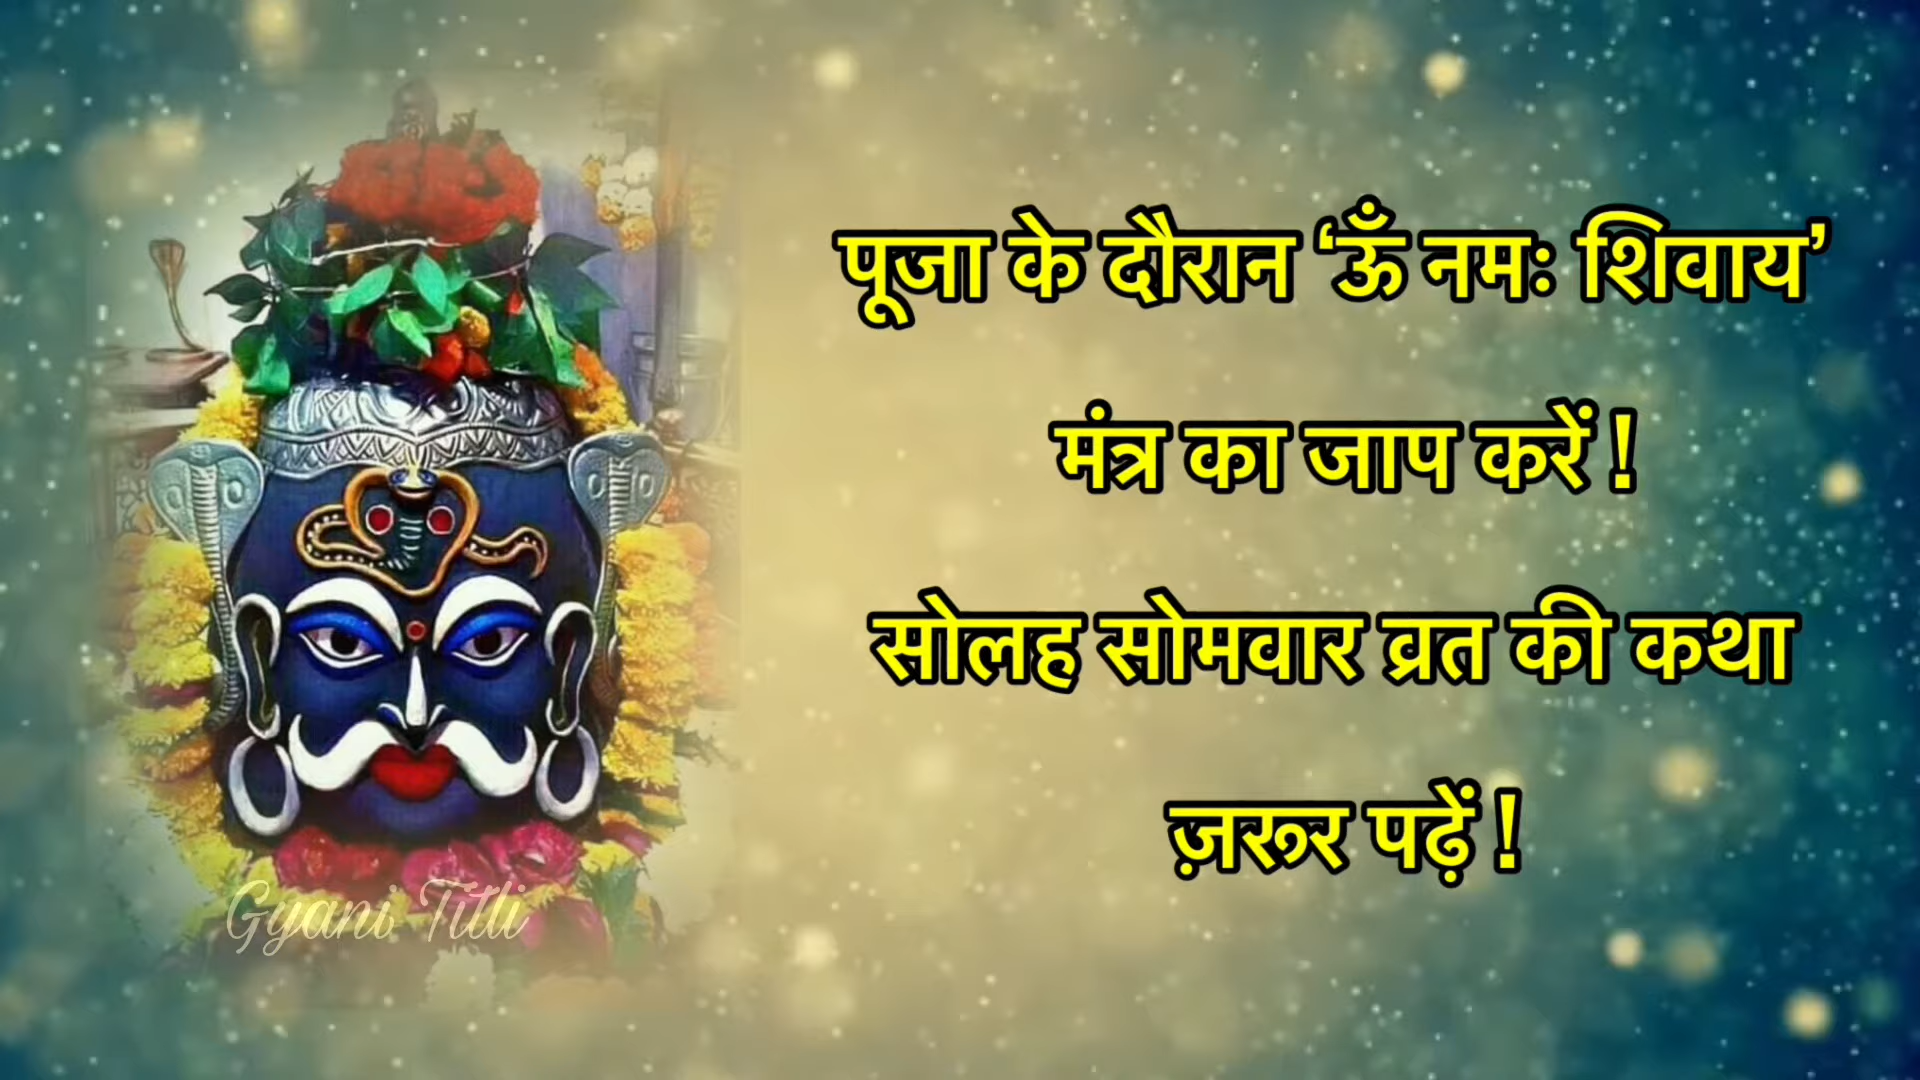 पूजा के दौरान ‘ऊँ नमः शिवाय’
मंत्र का जाप करें !
सोलह सोमवार व्रत की कथा
ज़रूर पढ़ें !
Gyani Titli